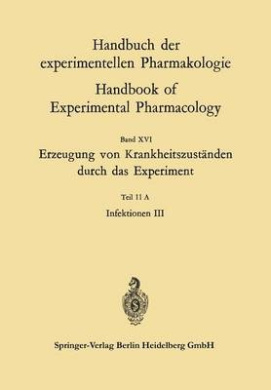 Handbuch der
experimentellen Pharmakologie
Handbook of
Experimental Pharmacology
Band XVI
Erzeugung von Krankheitszuständen
durch das Experiment
Teil 11 A
Infektionen III
Springer-Verlag Berlin Heidelberg GmbH